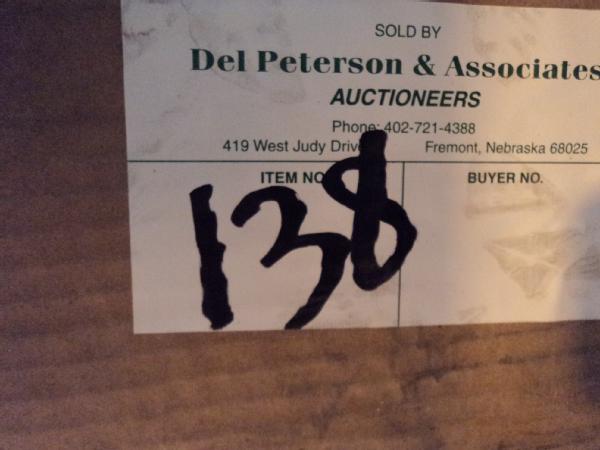 SOLD BY
Del Peterson & Associates
AUCTIONEERS
Phone: 402-721-4388
419 West Judy Drive Fremont, Nebraska 68025
ITEM NO. BUYER NO.
138